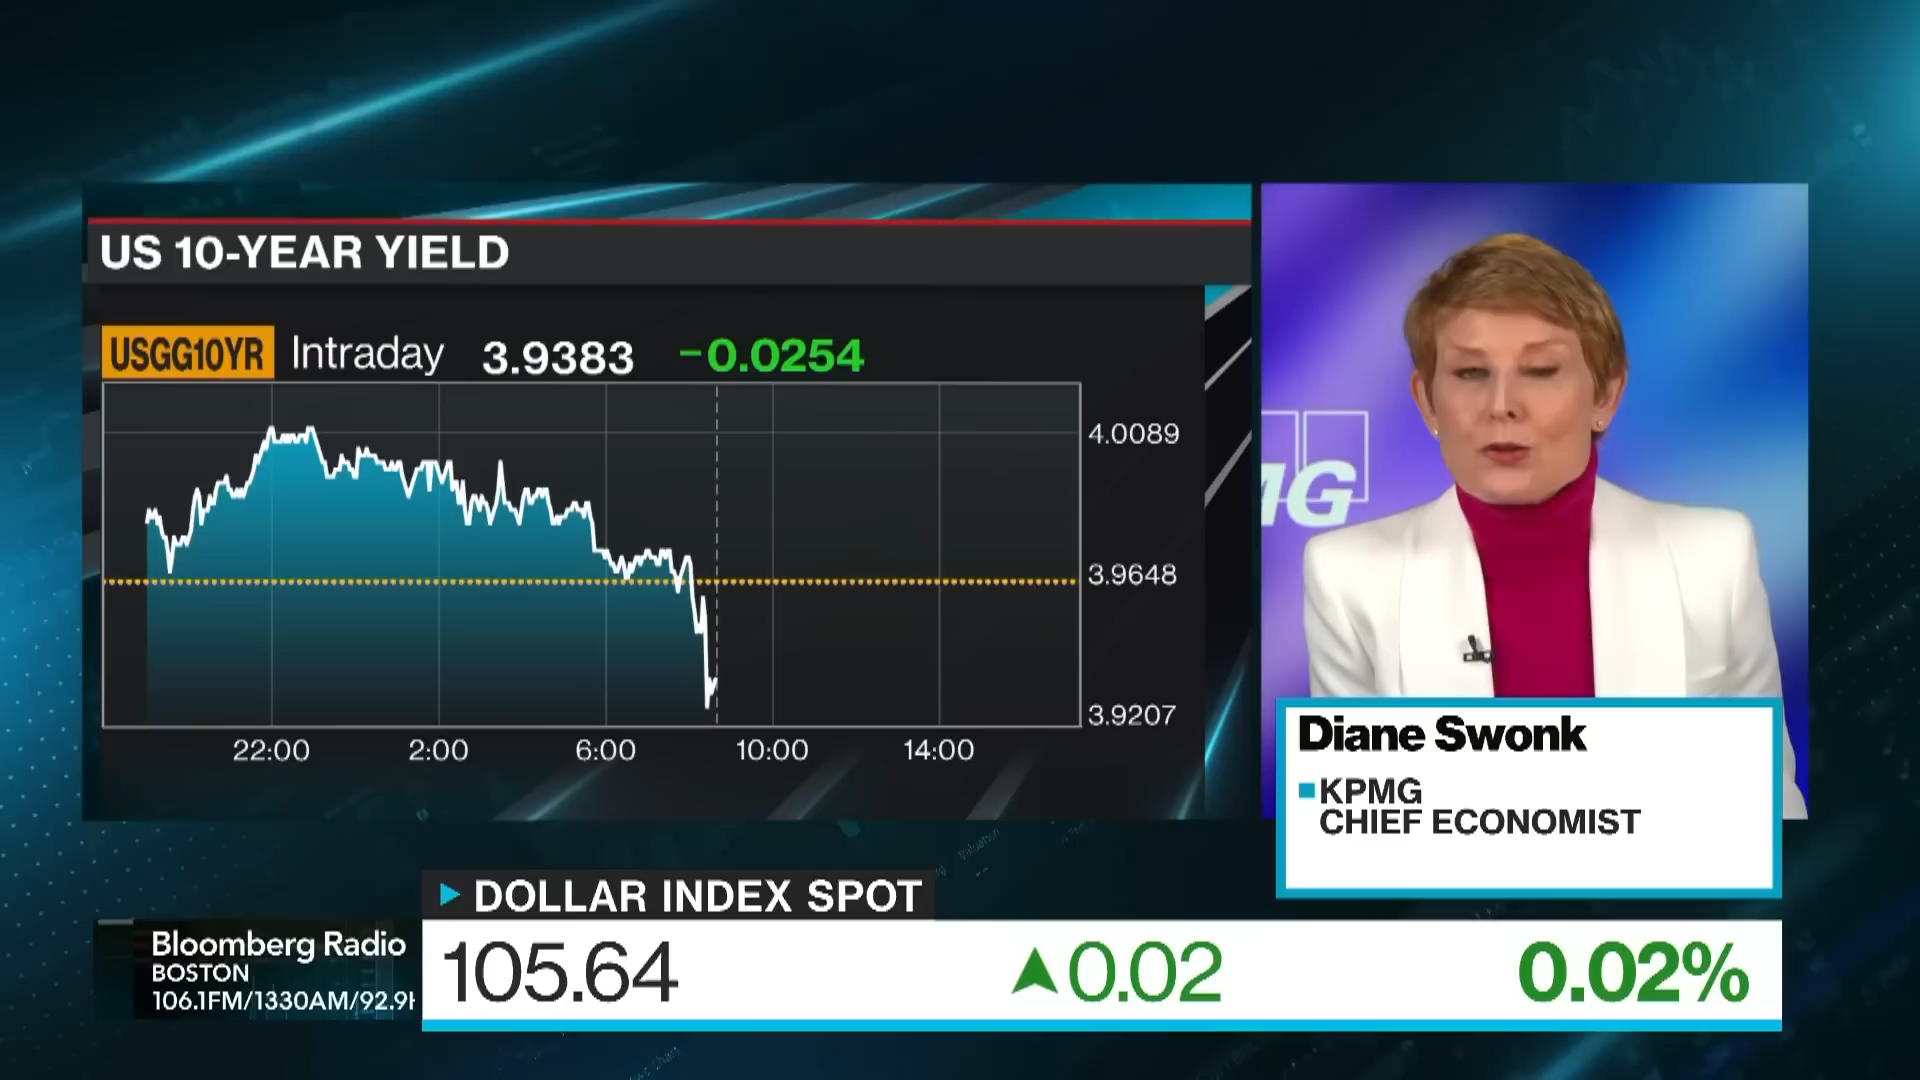 US 10-YEAR YIELD
USGG10YR Intraday 3.9383 -0.0254
4.0089
3.9648
3.9207
22:00 2:00 6:00 10:00 14:00
MG
Diane Swonk
KPMG
CHIEF ECONOMIST
DOLLAR INDEX SPOT
105.64 0.02 0.02%
Bloomberg Radio
BOSTON
106.1FM/1330AM/92.9